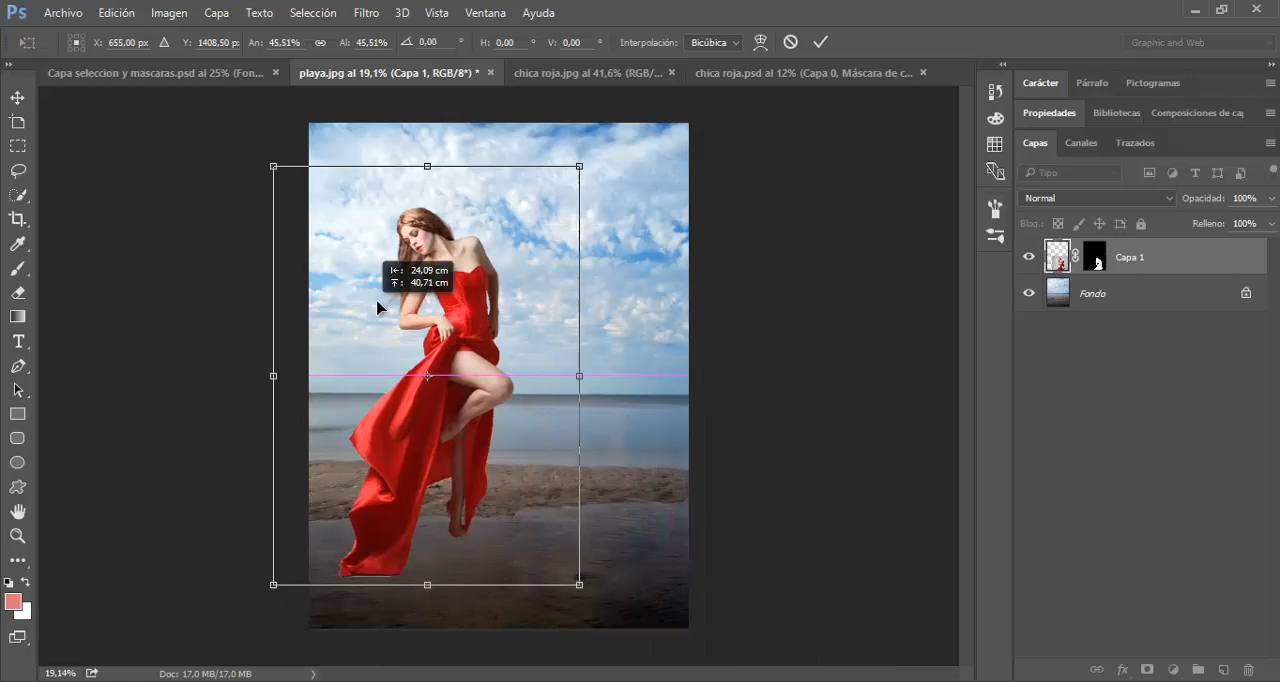 Ps Archivo Edición Imagen Capa Texto Selección Filtro 3D Vista Ventana Ayuda
X: 655,00 px Y: 1408,50 px An: 45,51% Al: 45,51% 0,00 ° H: 0,00 ° V: 0,00 ° Interpolación: Bicúbica Graphic and Web
Capa seleccion y mascaras.psd al 25% (Fon... × playa.jpg al 19,1% (Capa 1, RGB/8*) * × chica roja.jpg al 41,6% (RGB/... × chica roja.psd al 12% (Capa 0, Máscara de c... ×
Carácter Párrafo Pictogramas
Propiedades Bibliotecas Composiciones de ca
Capas Canales Trazados
Tipo
Normal Opacidad: 100%
Bloq.: Relleno: 100%
Capa 1
Fondo
24,09 cm
40,71 cm
19,14% Doc: 17,0 MB/17,0 MB